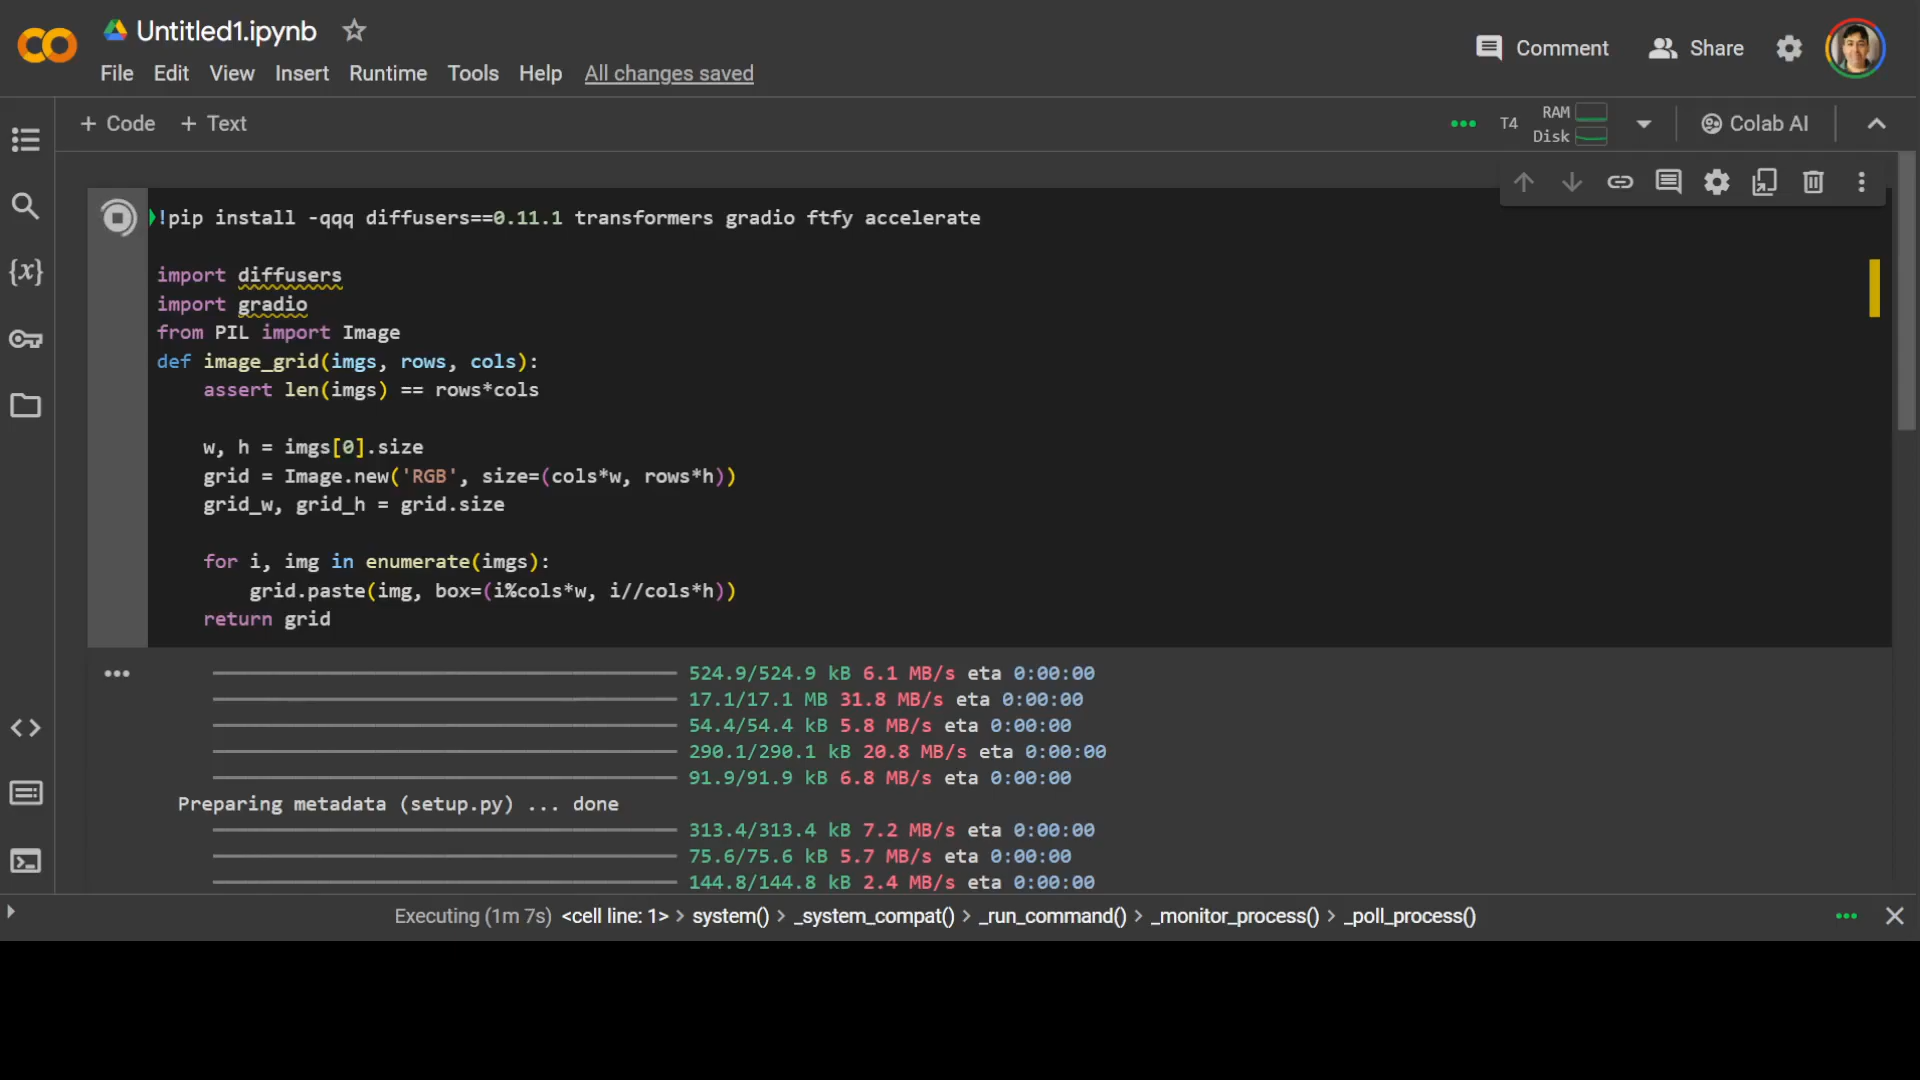 Untitled1.ipynb
Comment Share
File Edit View Insert Runtime Tools Help All changes saved
+ Code + Text
T4 RAM Disk Colab AI
!pip install -qqq diffusers==0.11.1 transformers gradio ftfy accelerate
import diffusers
import gradio
from PIL import Image
def image_grid(imgs, rows, cols):
    assert len(imgs) == rows*cols
    w, h = imgs[0].size
    grid = Image.new('RGB', size=(cols*w, rows*h))
    grid_w, grid_h = grid.size
    for i, img in enumerate(imgs):
        grid.paste(img, box=(i%cols*w, i//cols*h))
    return grid
524.9/524.9 kB 6.1 MB/s eta 0:00:00
17.1/17.1 MB 31.8 MB/s eta 0:00:00
54.4/54.4 kB 5.8 MB/s eta 0:00:00
290.1/290.1 kB 20.8 MB/s eta 0:00:00
91.9/91.9 kB 6.8 MB/s eta 0:00:00
Preparing metadata (setup.py) ... done
313.4/313.4 kB 7.2 MB/s eta 0:00:00
75.6/75.6 kB 5.7 MB/s eta 0:00:00
144.8/144.8 kB 2.4 MB/s eta 0:00:00
Executing (1m 7s) <cell line: 1> > system() > _system_compat() > _run_command() > _monitor_process() > _poll_process()